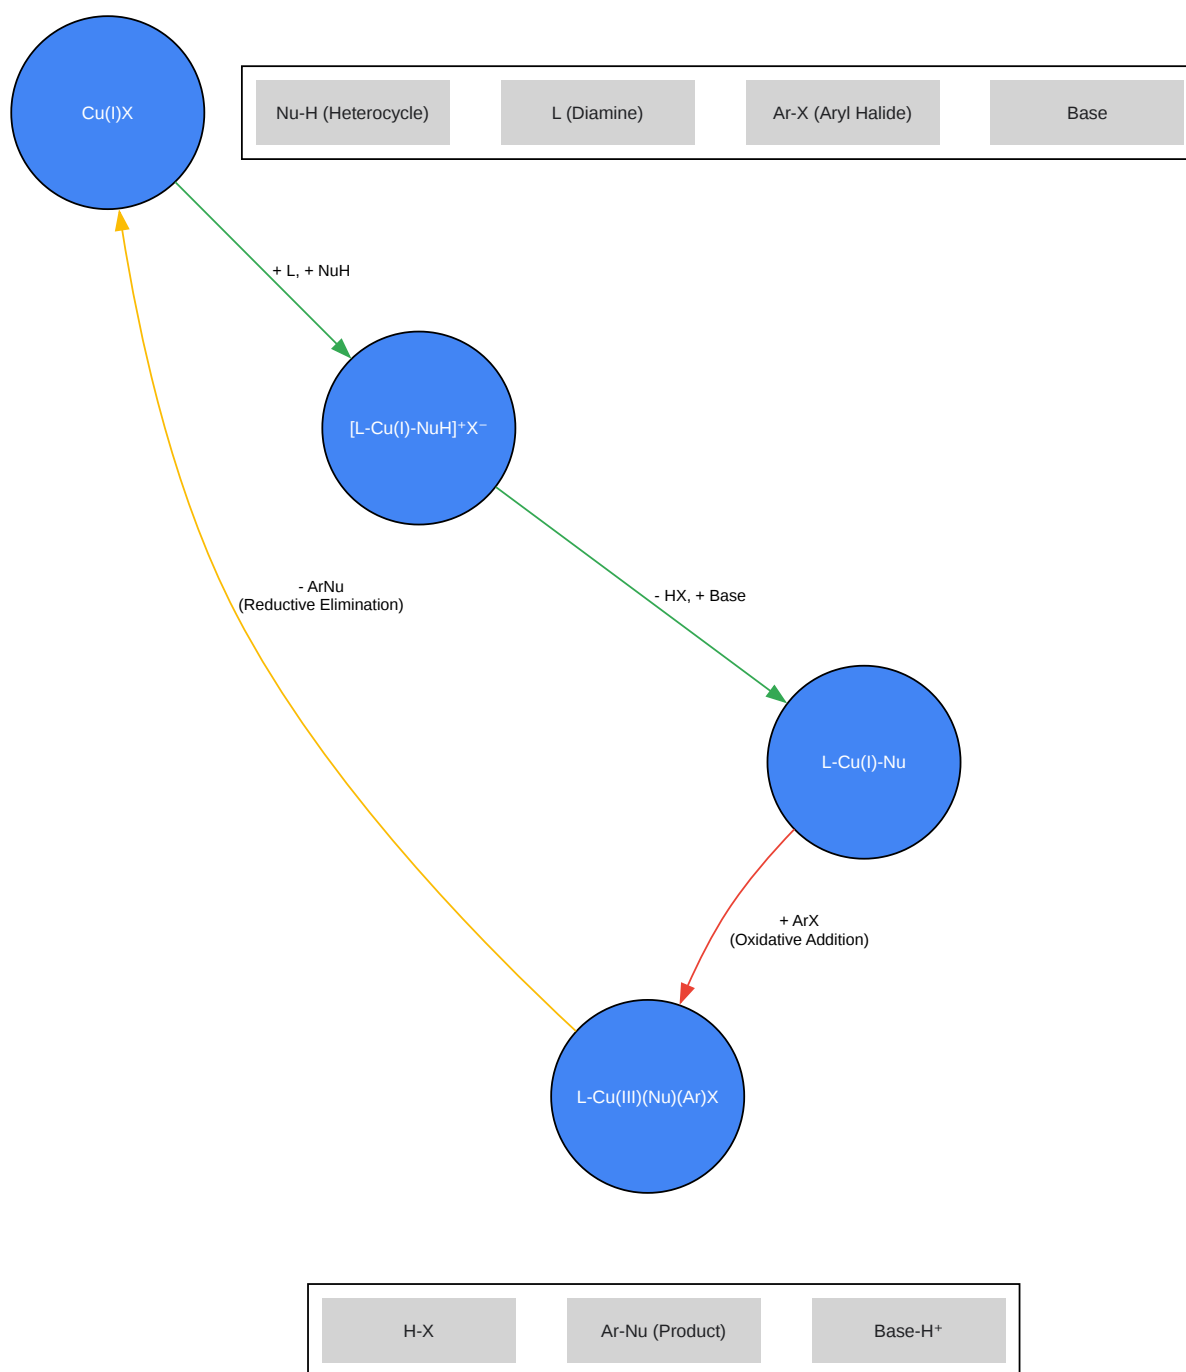 Cu(I)X
Nu-H (Heterocycle)
L (Diamine)
Ar-X (Aryl Halide)
Base
+ L, + NuH
[L-Cu(I)-NuH]⁺X⁻
- ArNu
(Reductive Elimination)
- HX, + Base
L-Cu(I)-Nu
+ ArX
(Oxidative Addition)
L-Cu(III)(Nu)(Ar)X
H-X
Ar-Nu (Product)
Base-H⁺